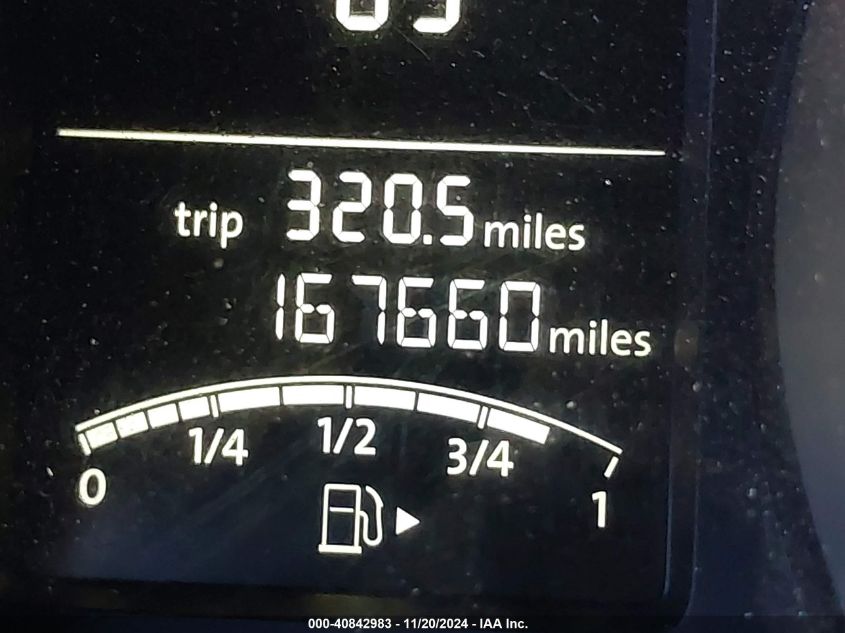 trip 320.5 miles
167660 miles
0 1/4 1/2 3/4 1
000-40842983 - 11/20/2024 - IAA Inc.